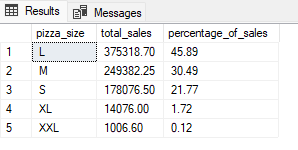 Results Messages
pizza_size total_sales percentage_of_sales
1 L 375318.70 45.89
2 M 249382.25 30.49
3 S 178076.50 21.77
4 XL 14076.00 1.72
5 XXL 1006.60 0.12